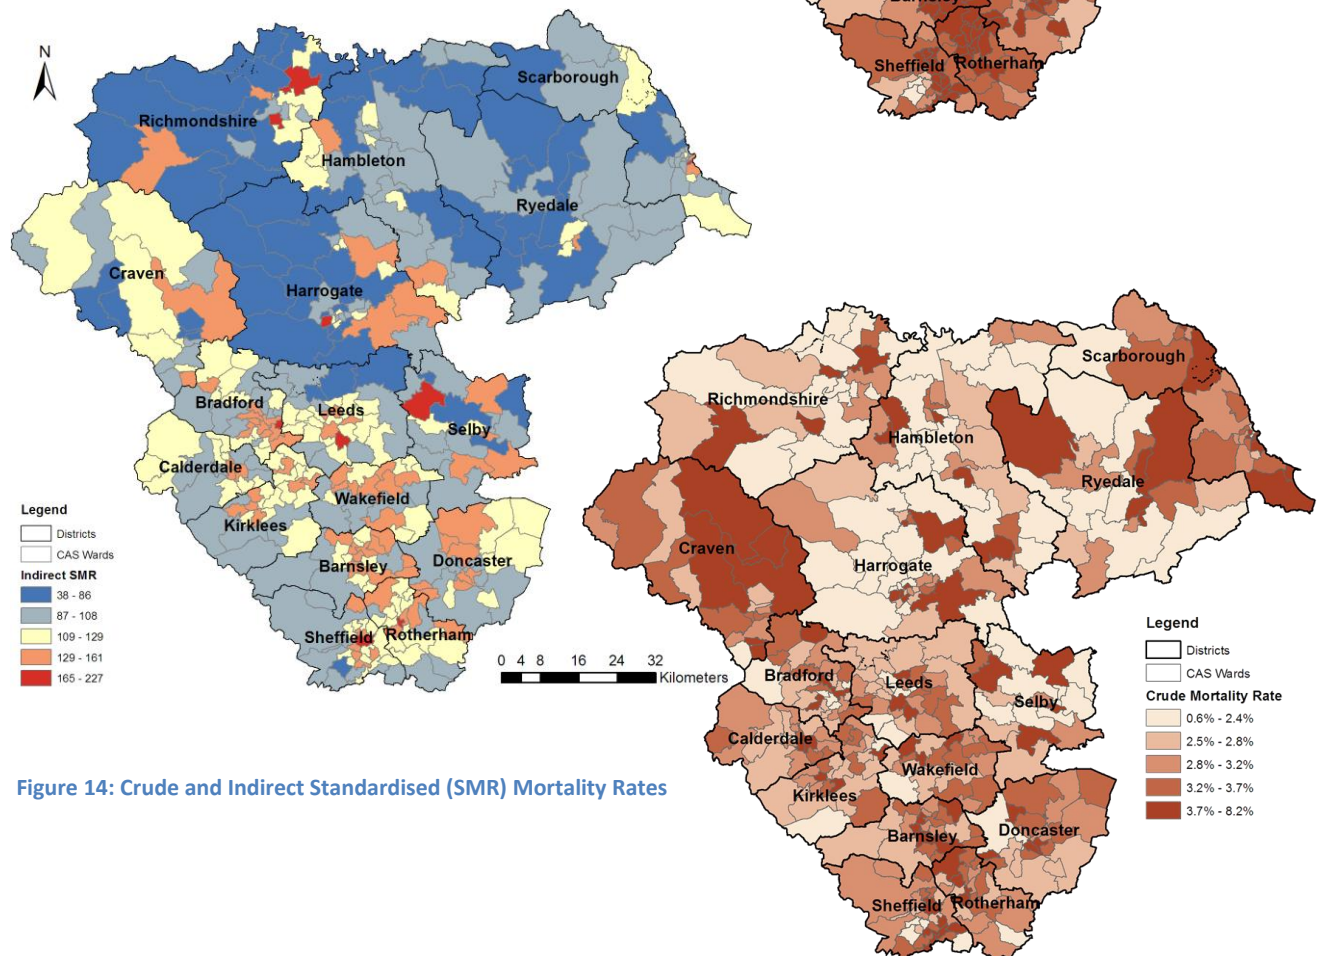 Barnsley
Sheffield
Rotherham
N
Scarborough
Richmondshire
Hambleton
Ryedale
Craven
Harrogate
Bradford
Leeds
Selby
Calderdale
Wakefield
Kirklees
Barnsley
Doncaster
Sheffield
Rotherham
Legend
Districts
CAS Wards
Indirect SMR
38 - 86
87 - 108
109 - 129
129 - 161
165 - 227
0 4 8 16 24 32
Kilometers
Scarborough
Richmondshire
Hambleton
Ryedale
Craven
Harrogate
Bradford
Leeds
Selby
Calderdale
Wakefield
Kirklees
Barnsley
Doncaster
Sheffield
Rotherham
Legend
Districts
CAS Wards
Crude Mortality Rate
0.6% - 2.4%
2.5% - 2.8%
2.8% - 3.2%
3.2% - 3.7%
3.7% - 8.2%
Figure 14: Crude and Indirect Standardised (SMR) Mortality Rates